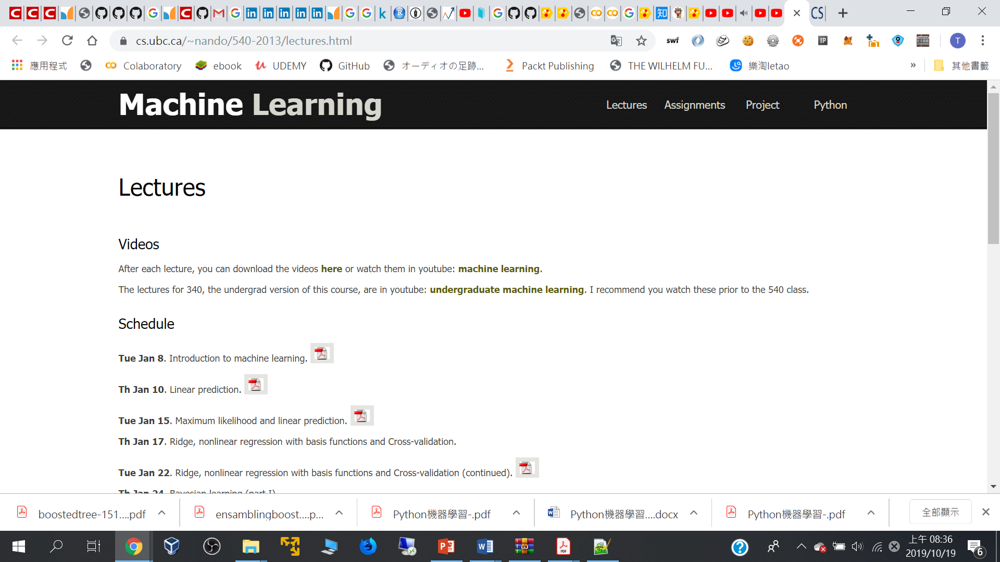 cs.ubc.ca/~nando/540-2013/lectures.html
swf
IP
T
應用程式
Colaboratory
ebook
UDEMY
GitHub
オーディオの足跡...
Packt Publishing
THE WILHELM FU...
樂淘letao
»
其他書籤
Machine Learning
Lectures
Assignments
Project
Python
Lectures
Videos
After each lecture, you can download the videos here or watch them in youtube: machine learning.
The lectures for 340, the undergrad version of this course, are in youtube: undergraduate machine learning. I recommend you watch these prior to the 540 class.
Schedule
Tue Jan 8. Introduction to machine learning.
Th Jan 10. Linear prediction.
Tue Jan 15. Maximum likelihood and linear prediction.
Th Jan 17. Ridge, nonlinear regression with basis functions and Cross-validation.
Tue Jan 22. Ridge, nonlinear regression with basis functions and Cross-validation (continued).
Th Jan 24. Bayesian learning (part I)
boostedtree-151....pdf
ensamblingboost....p...
Python機器學習-.pdf
Python機器學習....docx
Python機器學習-.pdf
全部顯示
上午 08:36
2019/10/19
6